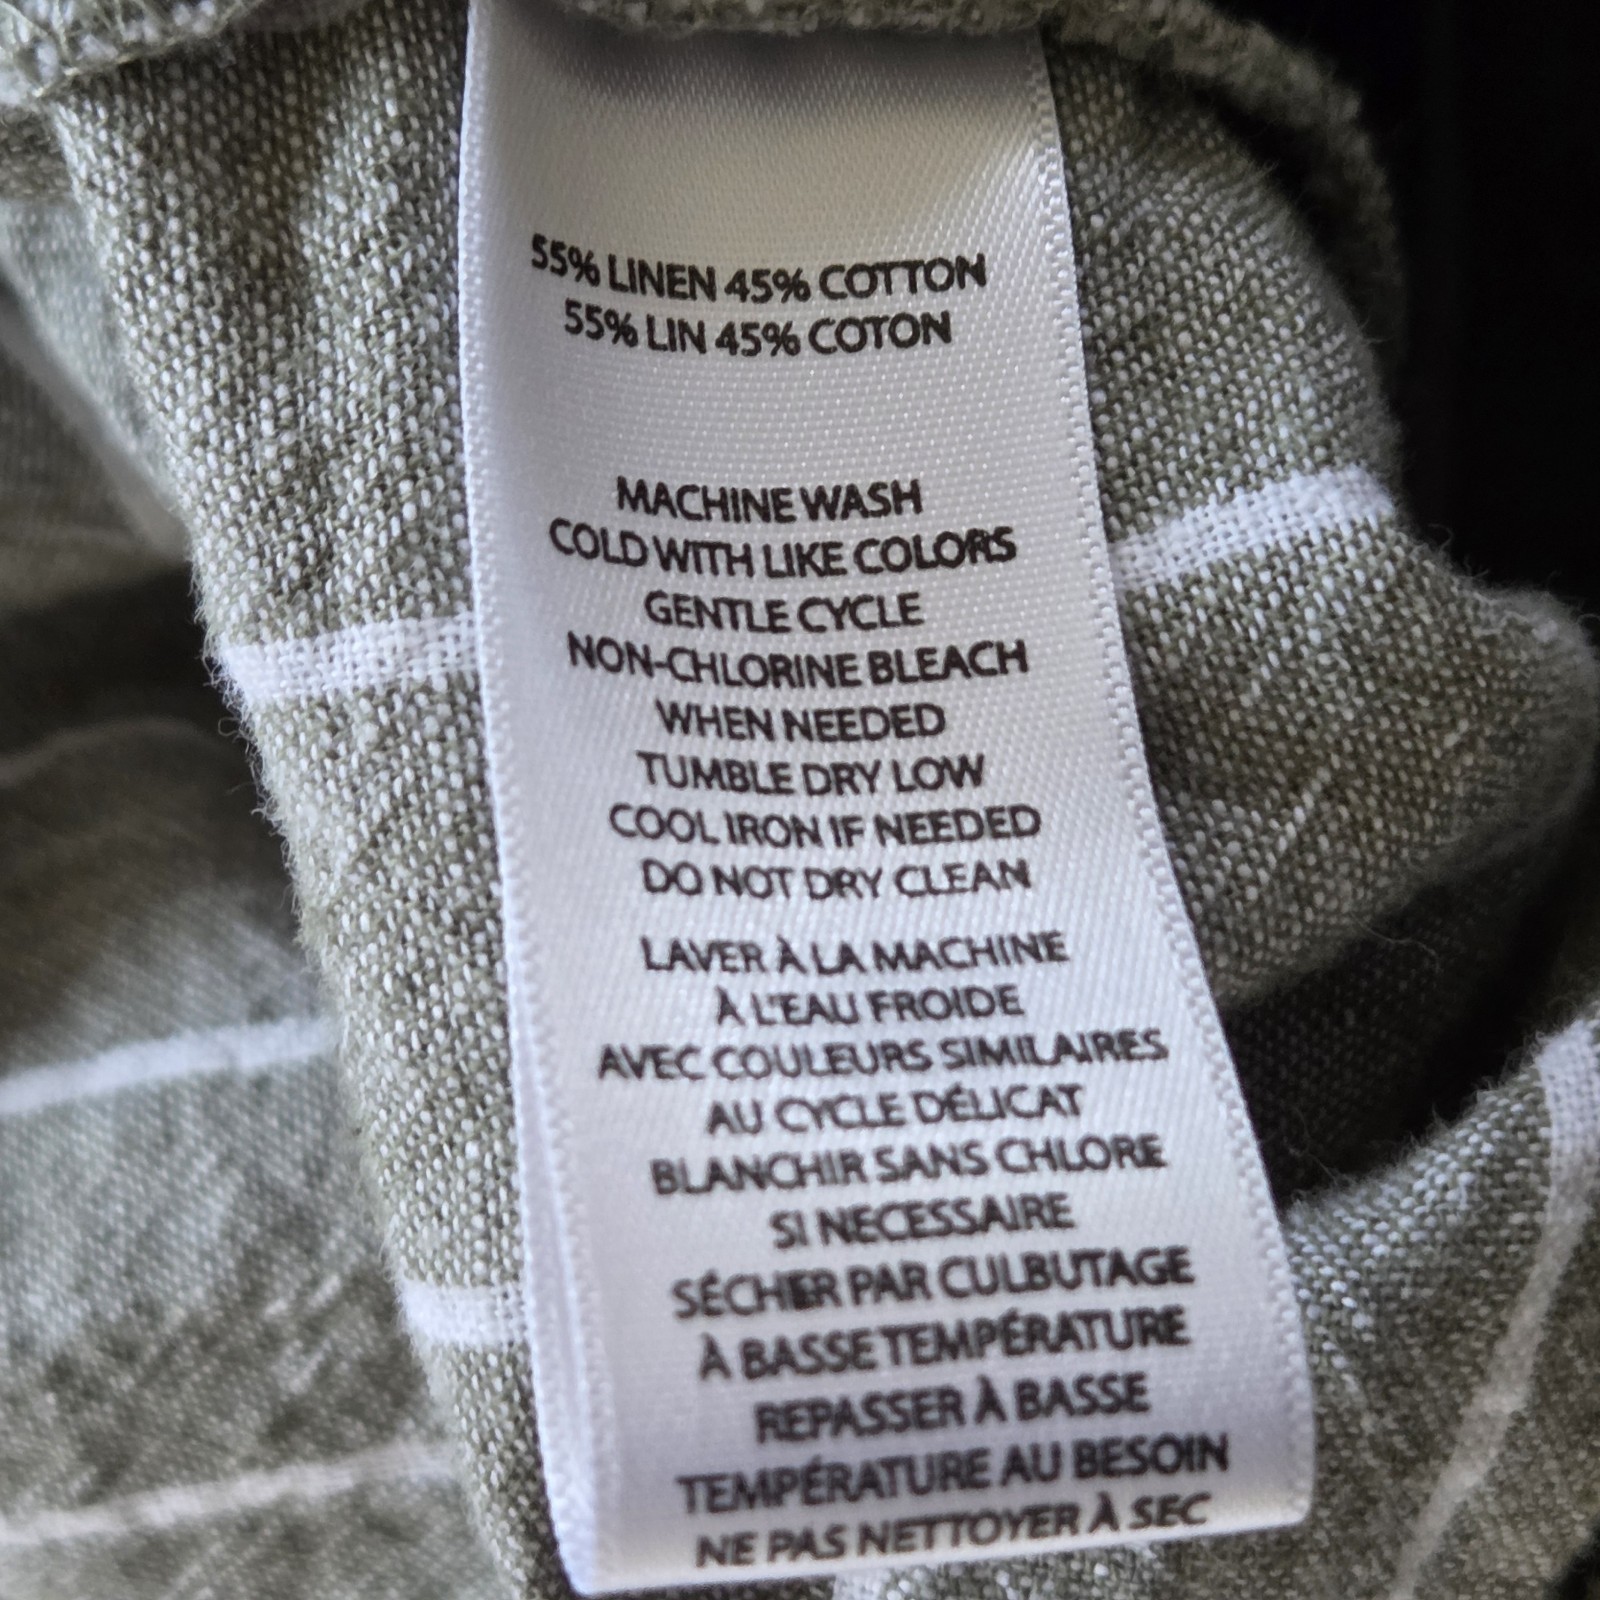 55% LINEN 45% COTTON
55% LIN 45% COTON
MACHINE WASH
COLD WITH LIKE COLORS
GENTLE CYCLE
NON-CHLORINE BLEACH
WHEN NEEDED
TUMBLE DRY LOW
COOL IRON IF NEEDED
DO NOT DRY CLEAN
LAVER À LA MACHINE
À L'EAU FROIDE
AVEC COULEURS SIMILAIRES
AU CYCLE DÉLICAT
BLANCHIR SANS CHLORE
SI NECESSAIRE
SÉCHER PAR CULBUTAGE
À BASSE TEMPÉRATURE
REPASSER À BASSE
TEMPÉRATURE AU BESOIN
NE PAS NETTOYER À SEC